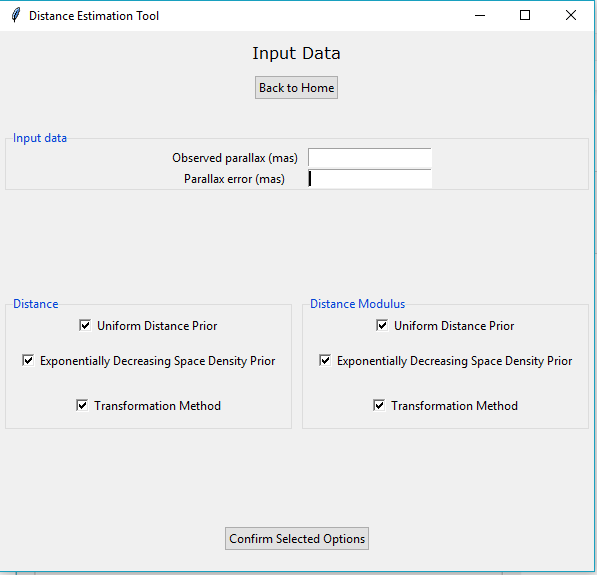 Distance Estimation Tool
Input Data
Back to Home
Input data
Observed parallax (mas)
Parallax error (mas)
Distance
Uniform Distance Prior
Exponentially Decreasing Space Density Prior
Transformation Method
Distance Modulus
Uniform Distance Prior
Exponentially Decreasing Space Density Prior
Transformation Method
Confirm Selected Options